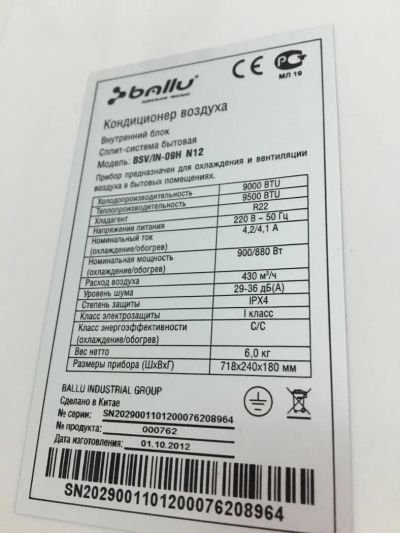 ballu®
CE PC
МЛ 19
Кондиционер воздуха
Внутренний блок
Сплит-система бытовая
Модель: BSV/IN-09H N12
Прибор предназначен для охлаждения и вентиляции
воздуха в бытовых помещениях.
Холодопроизводительность 9000 BTU
Теплопроизводительность 9500 BTU
Хладагент R22
Напряжение питания 220 В ~ 50 Гц
Номинальный ток 4,2/4,1 А
(охлаждение/обогрев)
Номинальная мощность 900/880 Вт
(охлаждение/обогрев)
Расход воздуха 430 м³/ч
Уровень шума 29-36 дБ(А)
Степень защиты IPX4
Класс электрозащиты I класс
Класс энергоэффективности C/C
(охлаждение/обогрев)
Вес нетто 6,0 кг
Размеры прибора (ШхВхГ) 718x240x180 мм
BALLU INDUSTRIAL GROUP
Сделано в Китае
№ серии: SN2029001101200076208964
№ продукта: 000762
Дата изготовления: 01.10.2012
SN2029001101200076208964